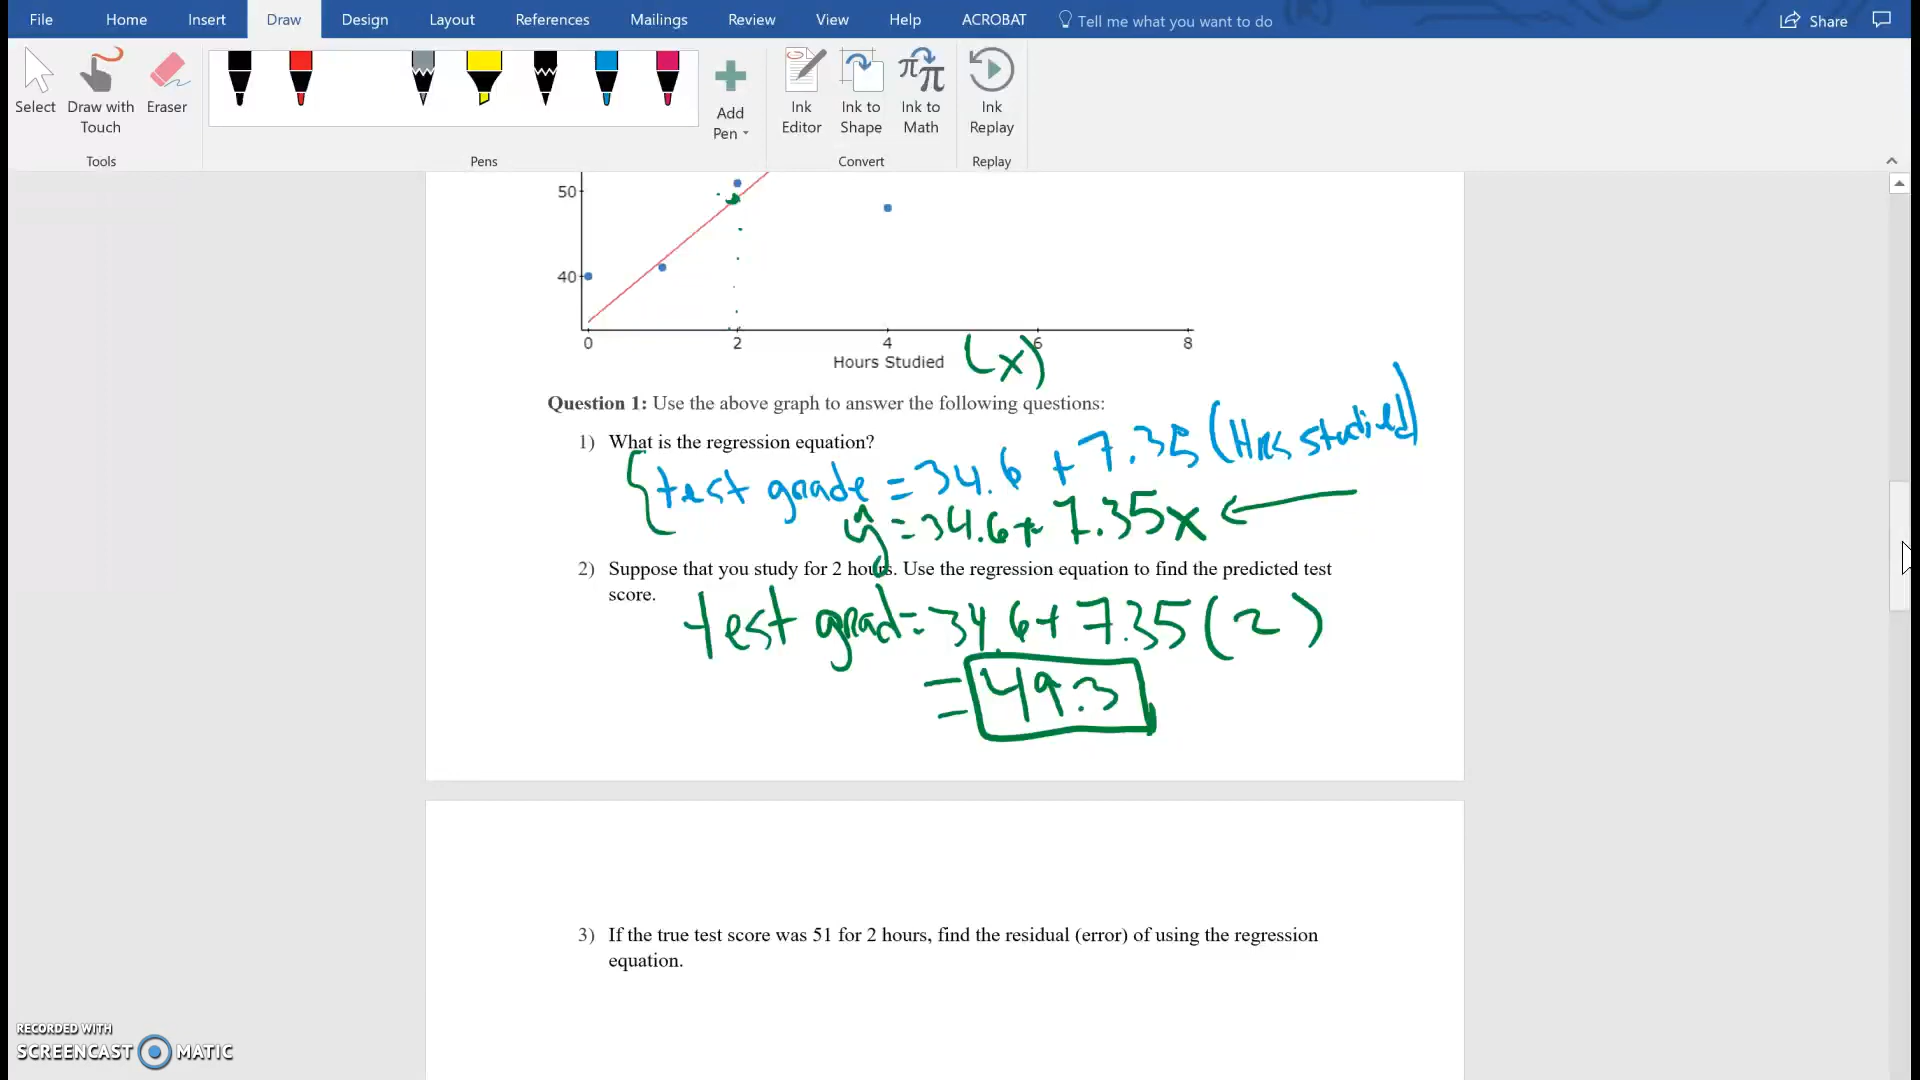 File Home Insert Draw Design Layout References Mailings Review View Help ACROBAT Tell me what you want to do Share
Select
Draw with Touch
Eraser
Add Pen
Ink Editor
Ink to Shape
Ink to Math
Ink Replay
Tools Pens Convert Replay
50
40
0 2 4 6 8
Hours Studied (x)
Question 1: Use the above graph to answer the following questions:
1) What is the regression equation?
test grade = 34.6 + 7.35 (Hrs studied)
y = 34.6 + 7.35x
2) Suppose that you study for 2 hours. Use the regression equation to find the predicted test
score.
test grad = 34.6 + 7.35 (2)
= 49.3
3) If the true test score was 51 for 2 hours, find the residual (error) of using the regression
equation.
RECORDED WITH
SCREENCAST MATIC